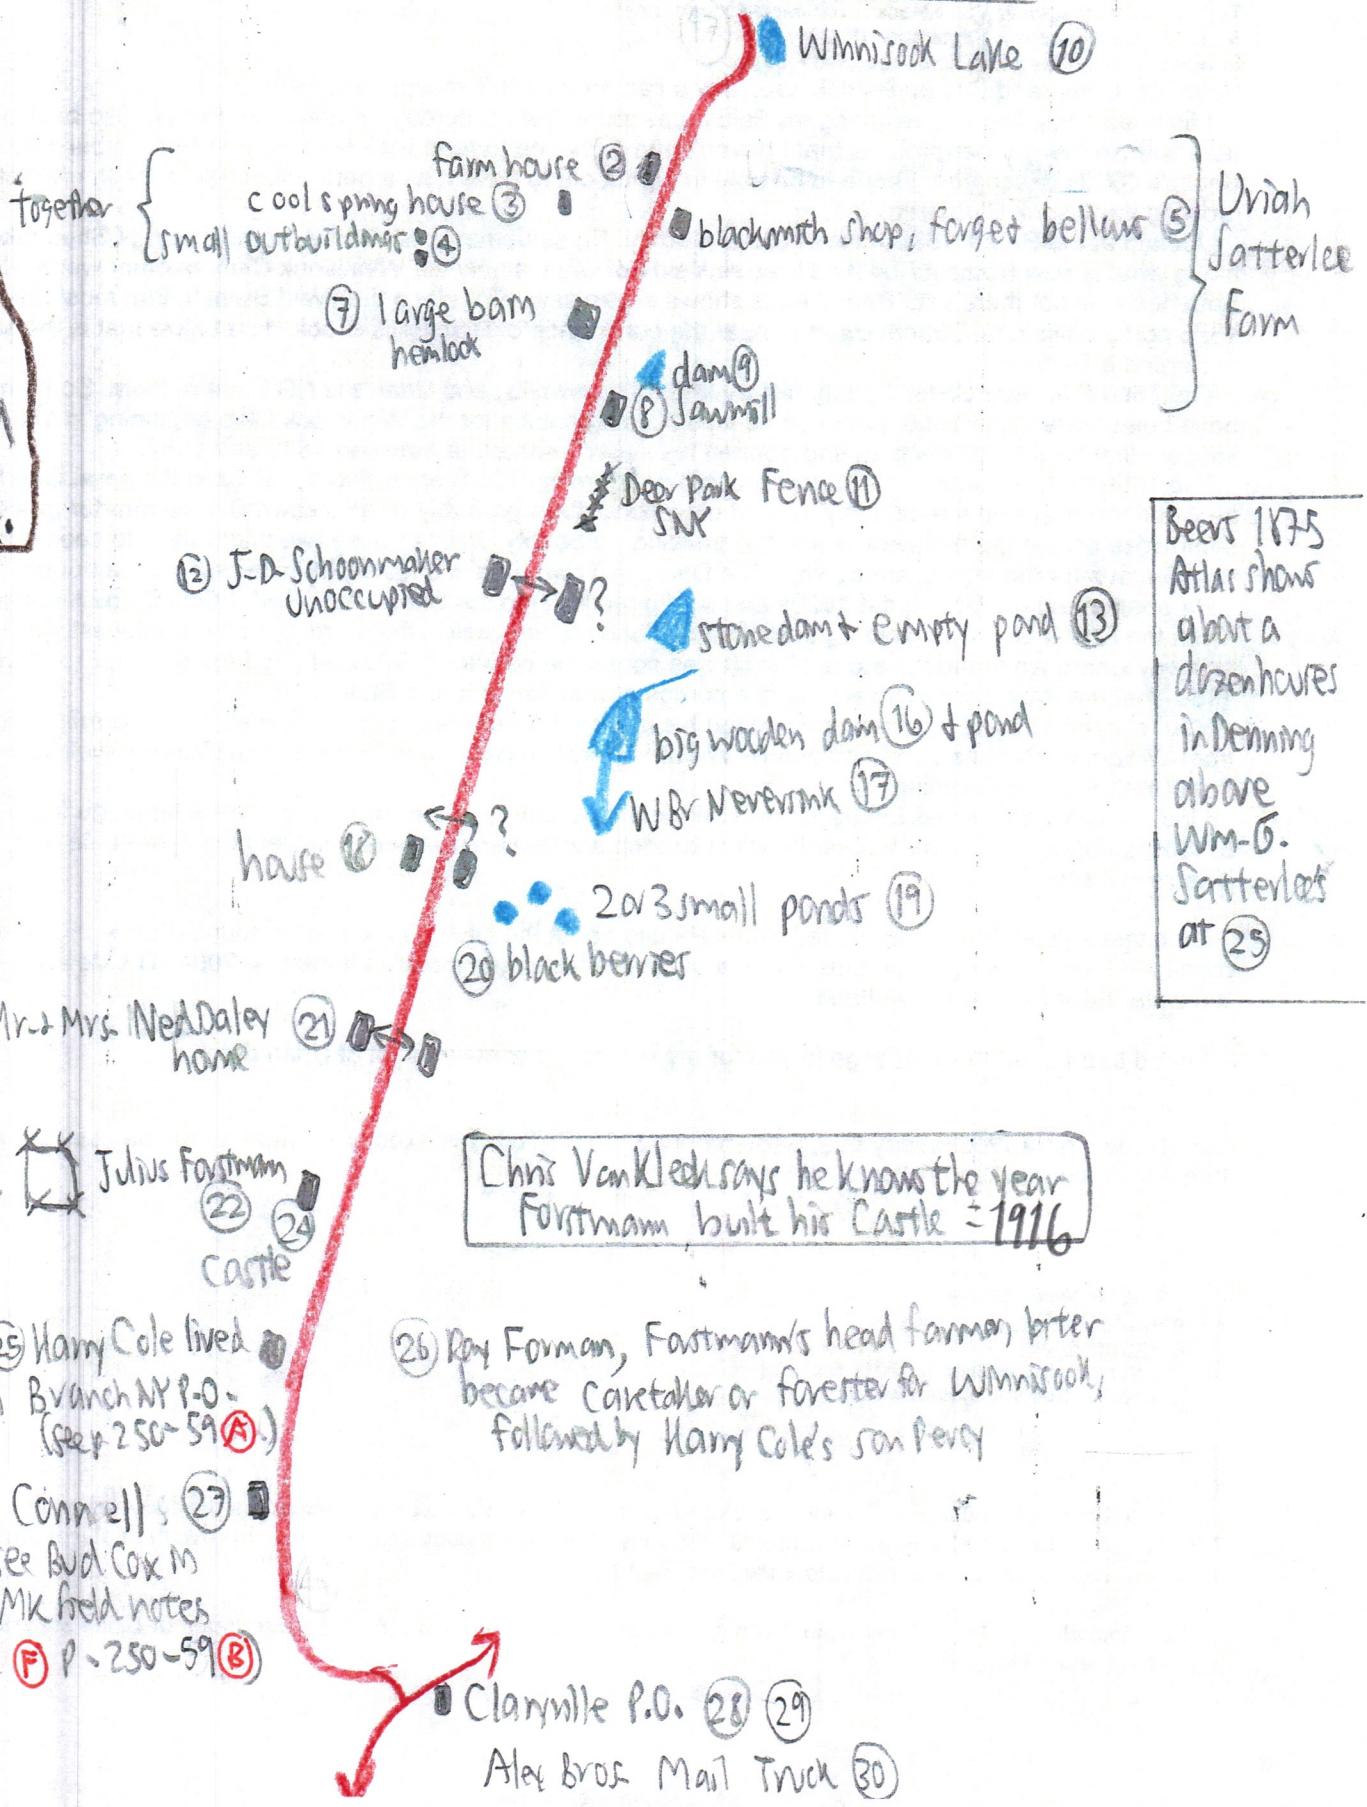 Winnisook Lake 10
Farm house 2
cool spring house 3
together
small outbuildings 4
blacksmith shop, forge & bellows 5
Uriah
Satterlee
Farm
7 large barn
hemlock
dam 9
8 Sawmill
Deer Park Fence 11
SNK
12 J-D-Schoonmaker
Unoccupied
?
stone dam & empty pond 13
Beers 1875
Atlas shows
about a
dozen houses
in Denning
above
Wm-G.
Satterlee's
at 25
big wooden dam 16 & pond
W Br Neversink 17
?
house 18
2 or 3 small ponds 19
20 black berries
Mr. & Mrs. Ned Daley 21
home
Julius Forstmann
22
24
Castle
Chris VanKleek says he knows the year
Forstmann built his Castle = 1916
25 Harry Cole lived
Branch NY P.O.
(see p 250-59 A)
26 Ray Forman, Forstmann's head farmer, later
became caretaker or forester for Winnisook,
followed by Harry Cole's son Percy
Connell 27
see Bud Cox in
MK field notes
F P. 250-59 B)
Claryville P.O. 28 29
Alex Bros. Mail Truck 30